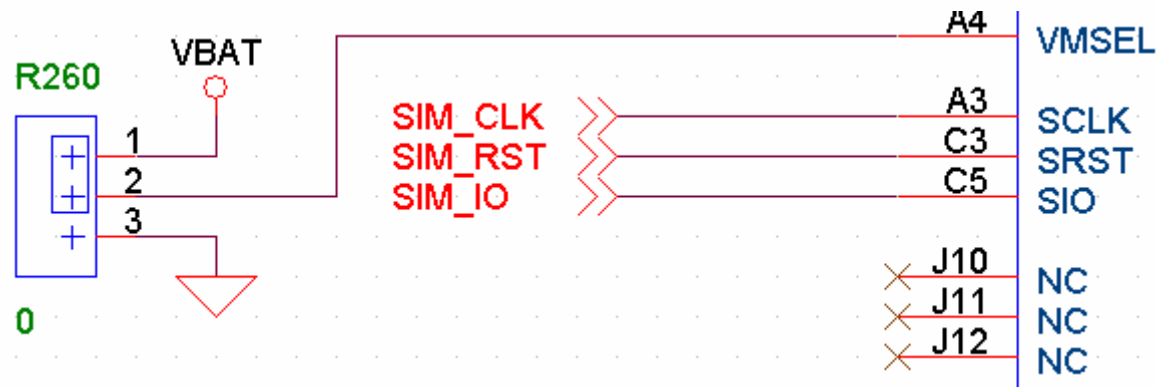 A4
VMSEL
VBAT
R260
A3
SIM_CLK
SCLK
1
C3
SIM_RST
SRST
2
C5
SIM_IO
SIO
3
J10
NC
0
J11
NC
J12
NC